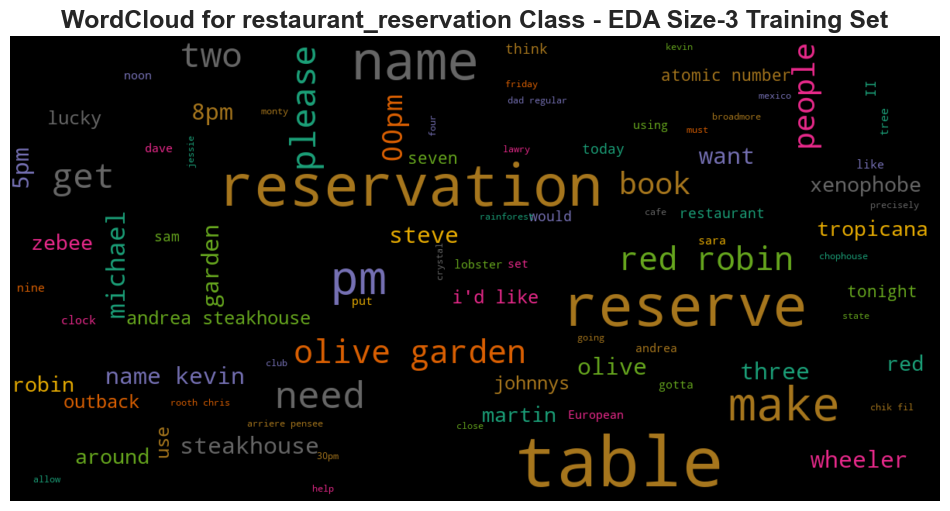 WordCloud for restaurant_reservation Class - EDA Size-3 Training Set
two
name
think
kevin
noon
please
atomic number
people
II
friday
mexico
dad regular
lucky
8pm
monty
00pm
four
using
must
broadmore
tree
dave
jessie
seven
lawry
today
want
like
5pm
get
reservation
book
xenophobe
precisely
rainforest
would
cafe
restaurant
michael
zebee
sam
garden
steve
crystal
sara
tropicana
lobster
set
red robin
chophouse
nine
pm
put
i'd like
reserve
tonight
clock
andrea steakhouse
state
going
andrea
olive garden
club
olive
three
red
robin
name kevin
need
johnnys
gotta
outback
rooth chris
martin
European
make
chik fil
arriere pensee
close
use
steakhouse
30pm
table
around
wheeler
allow
help